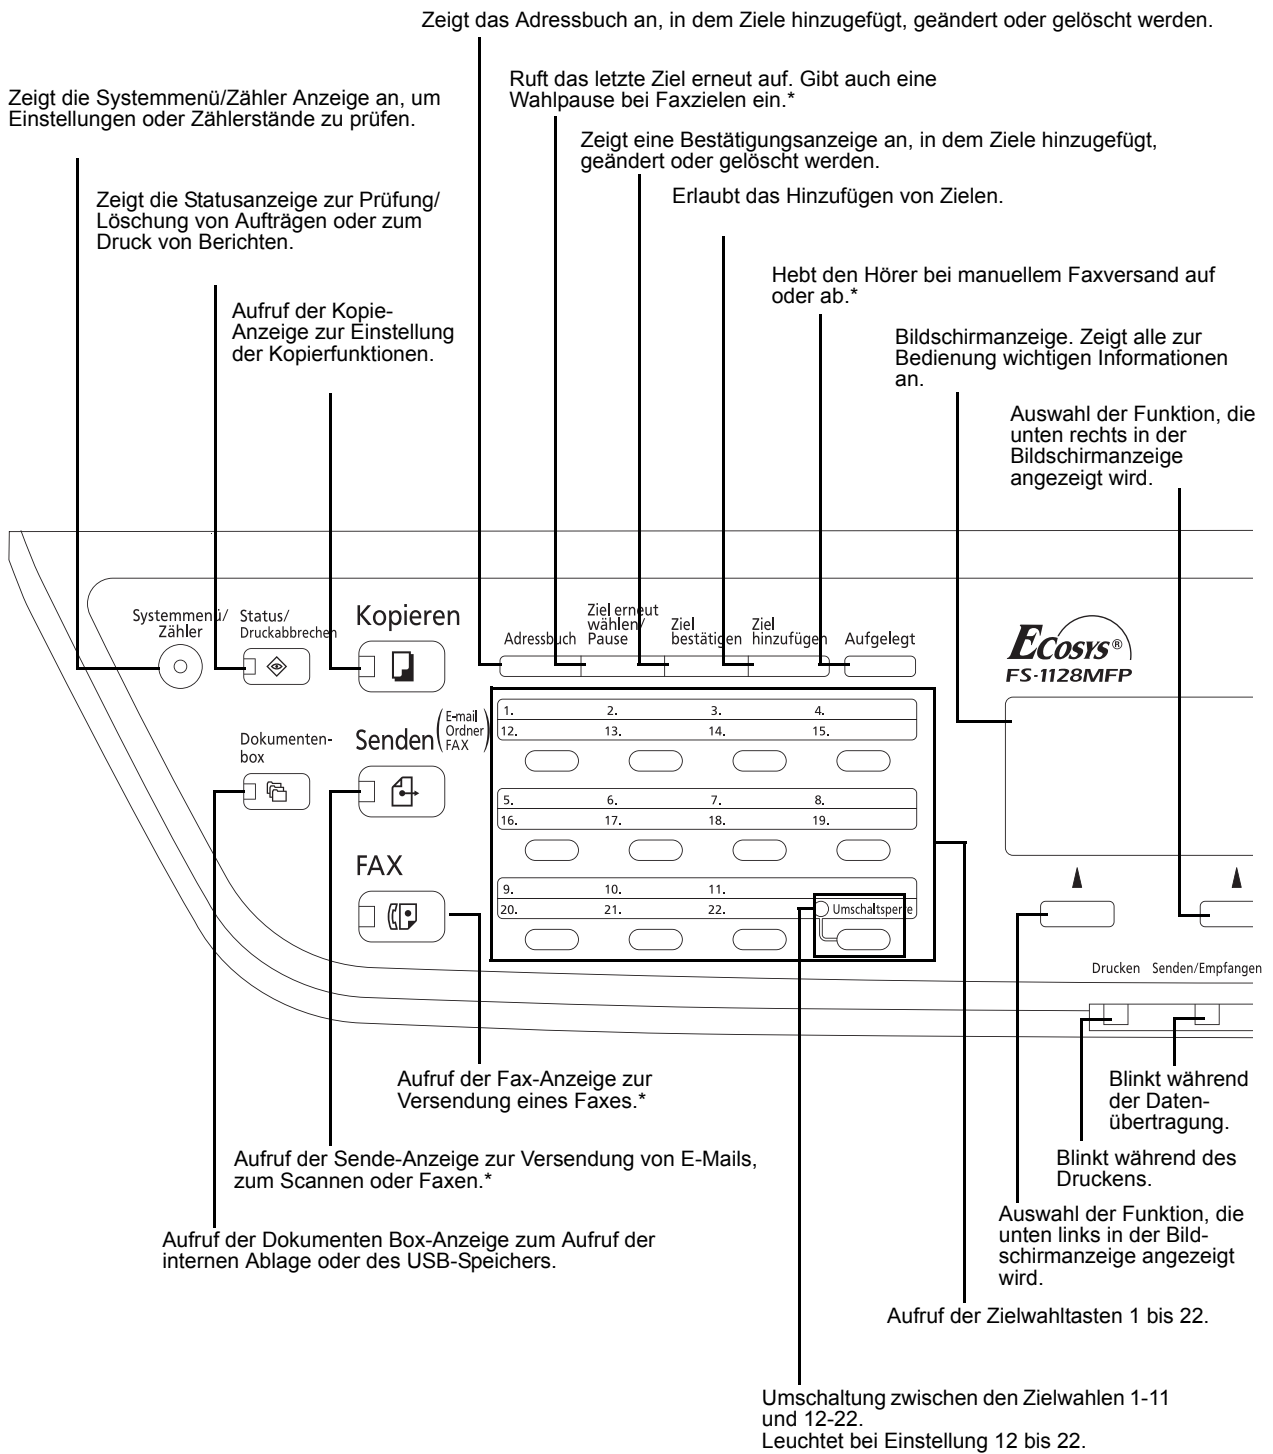 Zeigt das Adressbuch an, in dem Ziele hinzugefügt, geändert oder gelöscht werden.
Ruft das letzte Ziel erneut auf. Gibt auch eine
Wahlpause bei Faxzielen ein.*
Zeigt die Systemmenü/Zähler Anzeige an, um
Einstellungen oder Zählerstände zu prüfen.
Zeigt eine Bestätigungsanzeige an, in dem Ziele hinzugefügt,
geändert oder gelöscht werden.
Zeigt die Statusanzeige zur Prüfung/
Löschung von Aufträgen oder zum
Druck von Berichten.
Erlaubt das Hinzufügen von Zielen.
Hebt den Hörer bei manuellem Faxversand auf
oder ab.*
Aufruf der Kopie-
Anzeige zur Einstellung
der Kopierfunktionen.
Bildschirmanzeige. Zeigt alle zur
Bedienung wichtigen Informationen
an.
Auswahl der Funktion, die
unten rechts in der
Bildschirmanzeige
angezeigt wird.
Systemmenü/
Zähler
Status/
Druckabbrechen
Kopieren
Adressbuch
Ziel erneut
wählen/
Pause
Ziel
bestätigen
Ziel
hinzufügen
Aufgelegt
ECOSYS®
FS-1128MFP
Dokumenten-
box
Senden
E-mail
Ordner
FAX
1. 2. 3. 4.
12. 13. 14. 15.
5. 6. 7. 8.
16. 17. 18. 19.
FAX
9. 10. 11.
20. 21. 22. Umschaltsperre
Drucken Senden/Empfangen
Aufruf der Fax-Anzeige zur
Versendung eines Faxes.*
Blinkt während
der Daten-
übertragung.
Aufruf der Sende-Anzeige zur Versendung von E-Mails,
zum Scannen oder Faxen.*
Blinkt während des
Druckens.
Aufruf der Dokumenten Box-Anzeige zum Aufruf der
internen Ablage oder des USB-Speichers.
Auswahl der Funktion, die
unten links in der Bild-
schirmanzeige angezeigt
wird.
Aufruf der Zielwahltasten 1 bis 22.
Umschaltung zwischen den Zielwahlen 1-11
und 12-22.
Leuchtet bei Einstellung 12 bis 22.